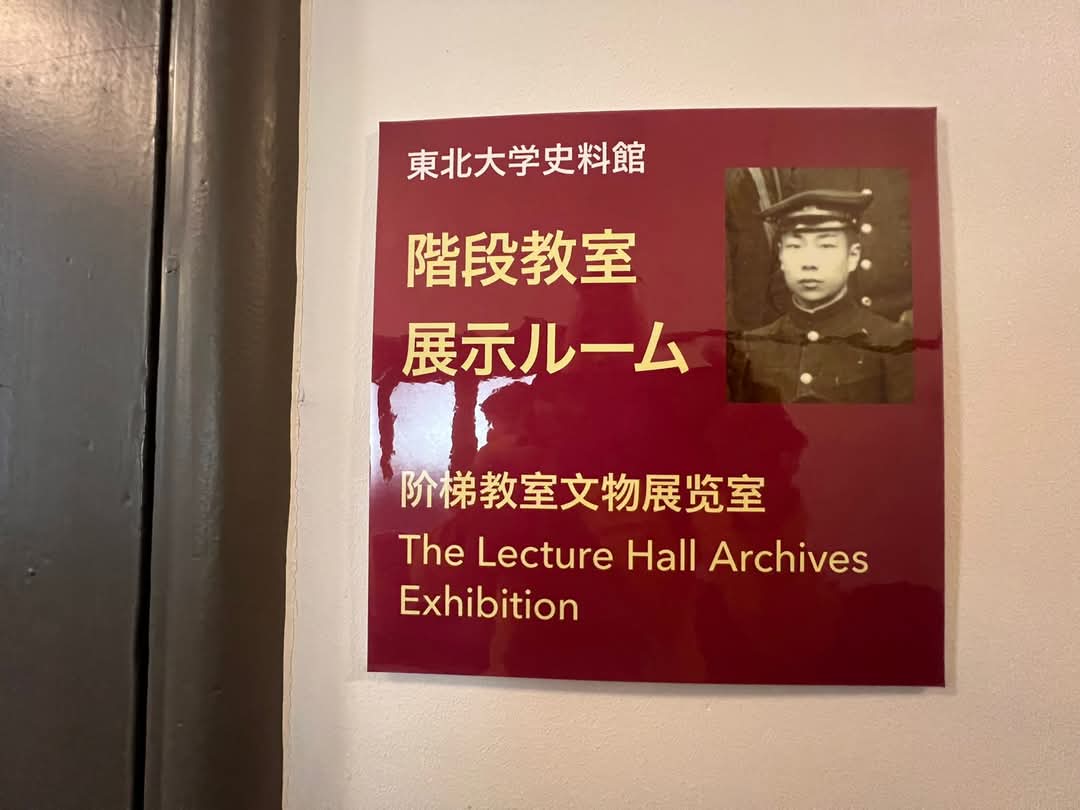 東北大学史料館
階段教室
展示ルーム
阶梯教室文物展览室
The Lecture Hall Archives
Exhibition